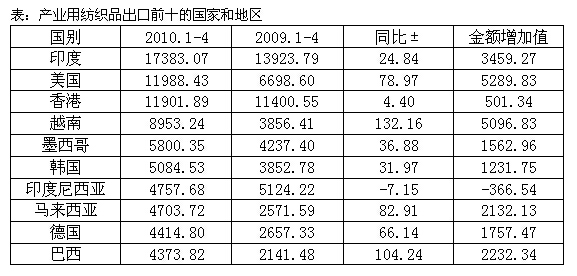 表：产业用纺织品出口前十的国家和地区
国别 2010.1-4 2009.1-4 同比± 金额增加值
印度 17383.07 13923.79 24.84 3459.27
美国 11988.43 6698.60 78.97 5289.83
香港 11901.89 11400.55 4.40 501.34
越南 8953.24 3856.41 132.16 5096.83
墨西哥 5800.35 4237.40 36.88 1562.96
韩国 5084.53 3852.78 31.97 1231.75
印度尼西亚 4757.68 5124.22 -7.15 -366.54
马来西亚 4703.72 2571.59 82.91 2132.13
德国 4414.80 2657.33 66.14 1757.47
巴西 4373.82 2141.48 104.24 2232.34